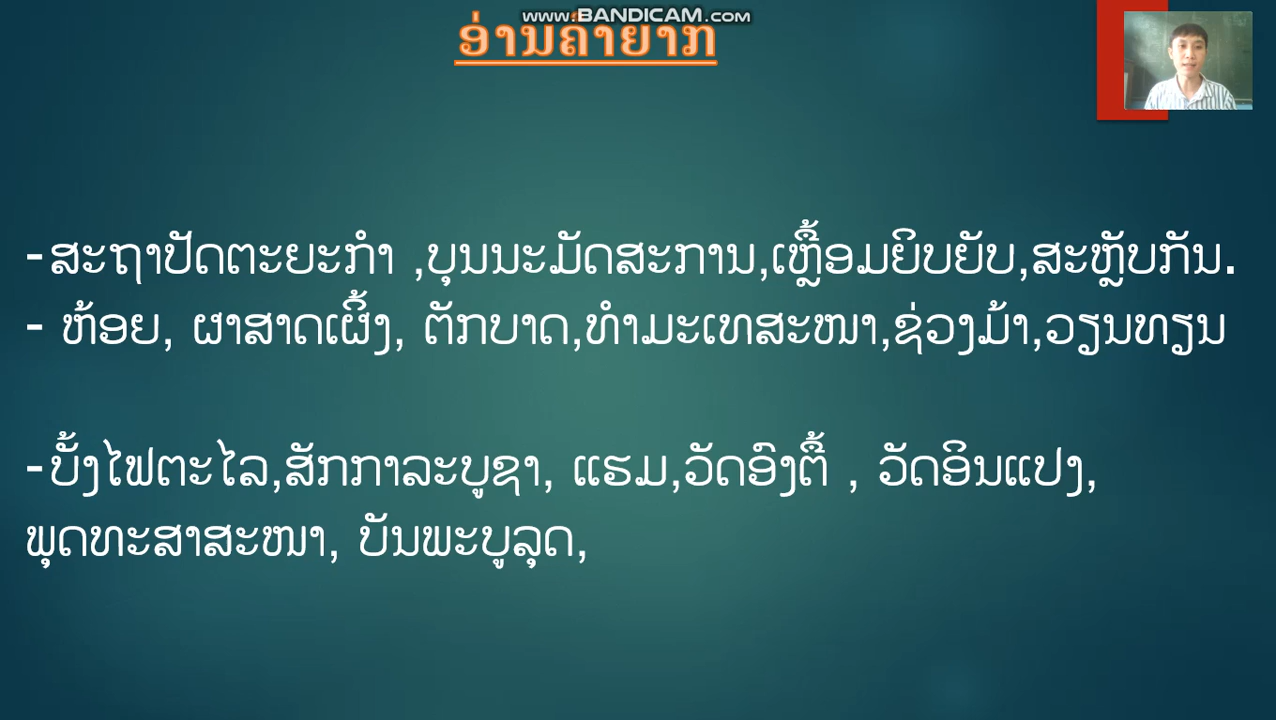 www.BANDICAM.com
ອ່ານຄຳຍາກ
-ສະຖາປັດຕະຍະກຳ ,ບຸນນະມັດສະການ,ເຫຼື້ອມຍິບຍັບ,ສະຫຼັບກັນ.
- ຫ້ອຍ, ຜາສາດເຜິ້ງ, ຕັກບາດ,ທຳມະເທສະໜາ,ຊ່ວງມ້າ,ວຽນທຽນ
-ບັ້ງໄຟຕະໄລ,ສັກກາລະບູຊາ, ແຮມ,ວັດອົງຕື້ , ວັດອິນແປງ,
ພຸດທະສາສະໜາ, ບັນພະບູລຸດ,